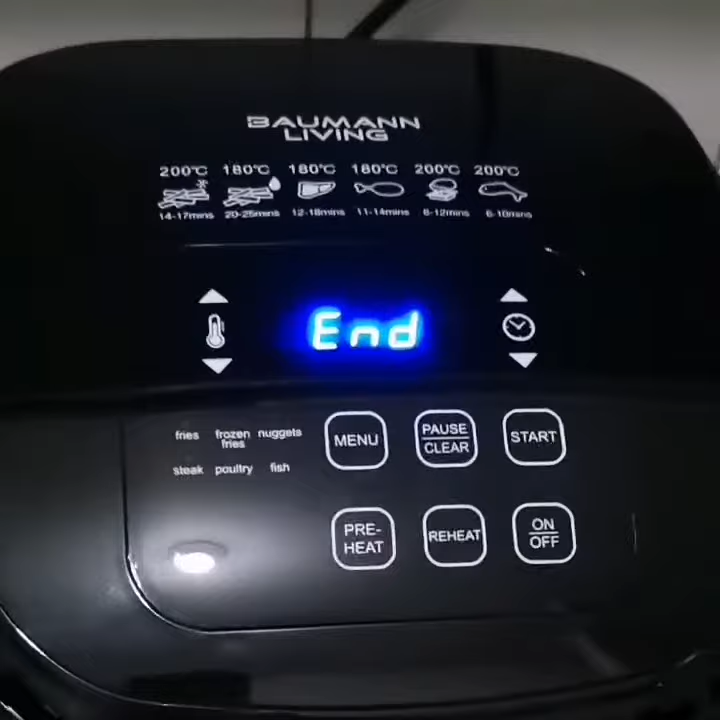 BAUMANN
LIVING
200℃ 180℃ 180℃ 180℃ 200℃ 200℃
14-17mins 20-25mins 12-18mins 11-14mins 8-12mins 6-10mins
End
fries frozen fries nuggets
steak poultry fish
MENU
PAUSE
CLEAR
START
PRE-
HEAT
REHEAT
ON
OFF